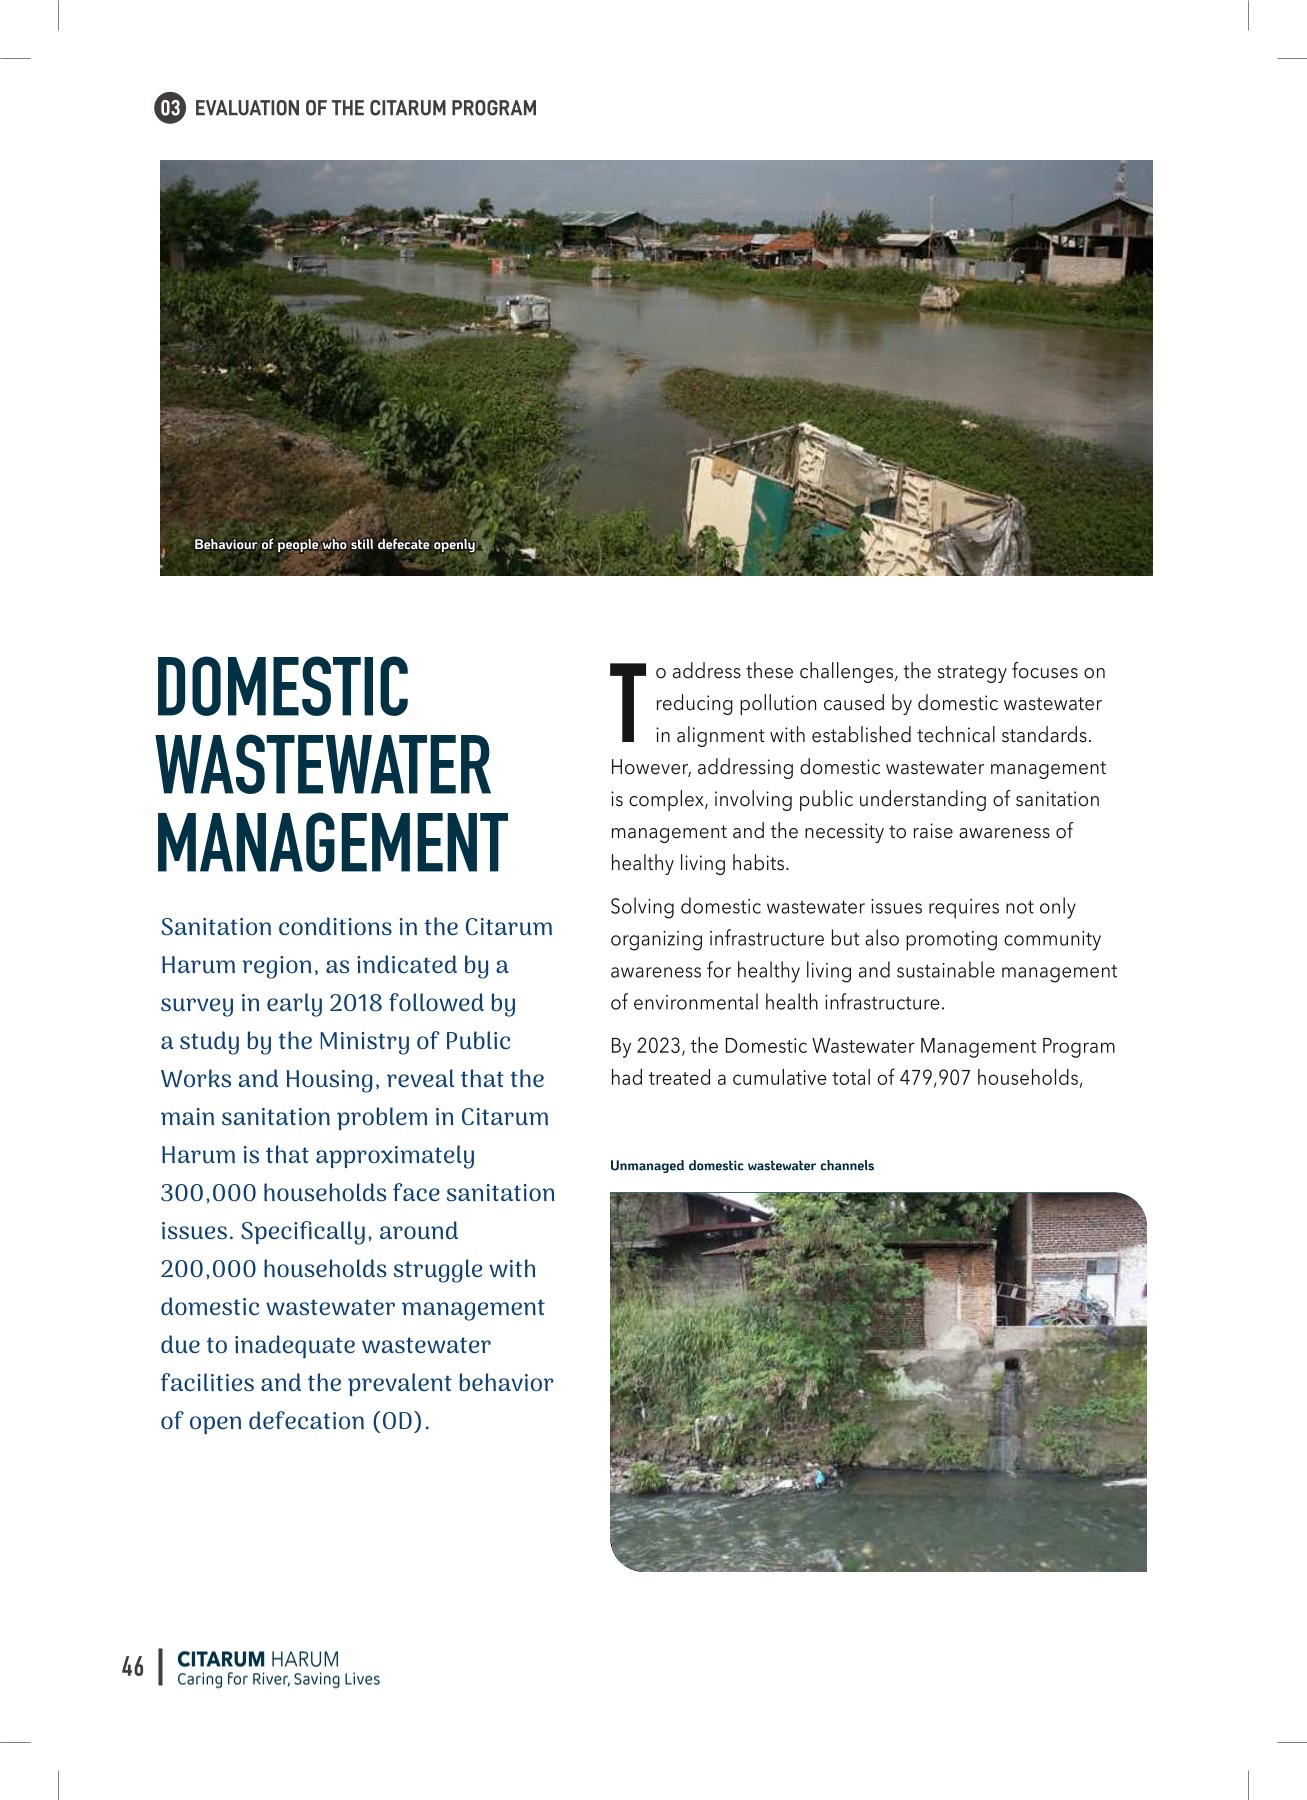 03 EVALUATION OF THE CITARUM PROGRAM
Behaviour of people who still defecate openly
DOMESTIC
WASTEWATER
MANAGEMENT
Sanitation conditions in the Citarum
Harum region, as indicated by a
survey in early 2018 followed by
a study by the Ministry of Public
Works and Housing, reveal that the
main sanitation problem in Citarum
Harum is that approximately
300,000 households face sanitation
issues. Specifically, around
200,000 households struggle with
domestic wastewater management
due to inadequate wastewater
facilities and the prevalent behavior
of open defecation (OD).
To address these challenges, the strategy focuses on
reducing pollution caused by domestic wastewater
in alignment with established technical standards.
However, addressing domestic wastewater management
is complex, involving public understanding of sanitation
management and the necessity to raise awareness of
healthy living habits.
Solving domestic wastewater issues requires not only
organizing infrastructure but also promoting community
awareness for healthy living and sustainable management
of environmental health infrastructure.
By 2023, the Domestic Wastewater Management Program
had treated a cumulative total of 479,907 households,
Unmanaged domestic wastewater channels
46
CITARUM HARUM
Caring for River, Saving Lives